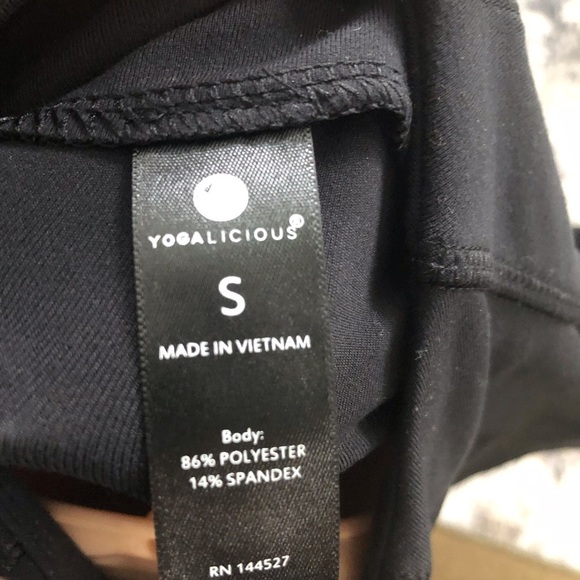 YOGALICIOUS®
S
MADE IN VIETNAM
Body:
86% POLYESTER
14% SPANDEX
RN 144527